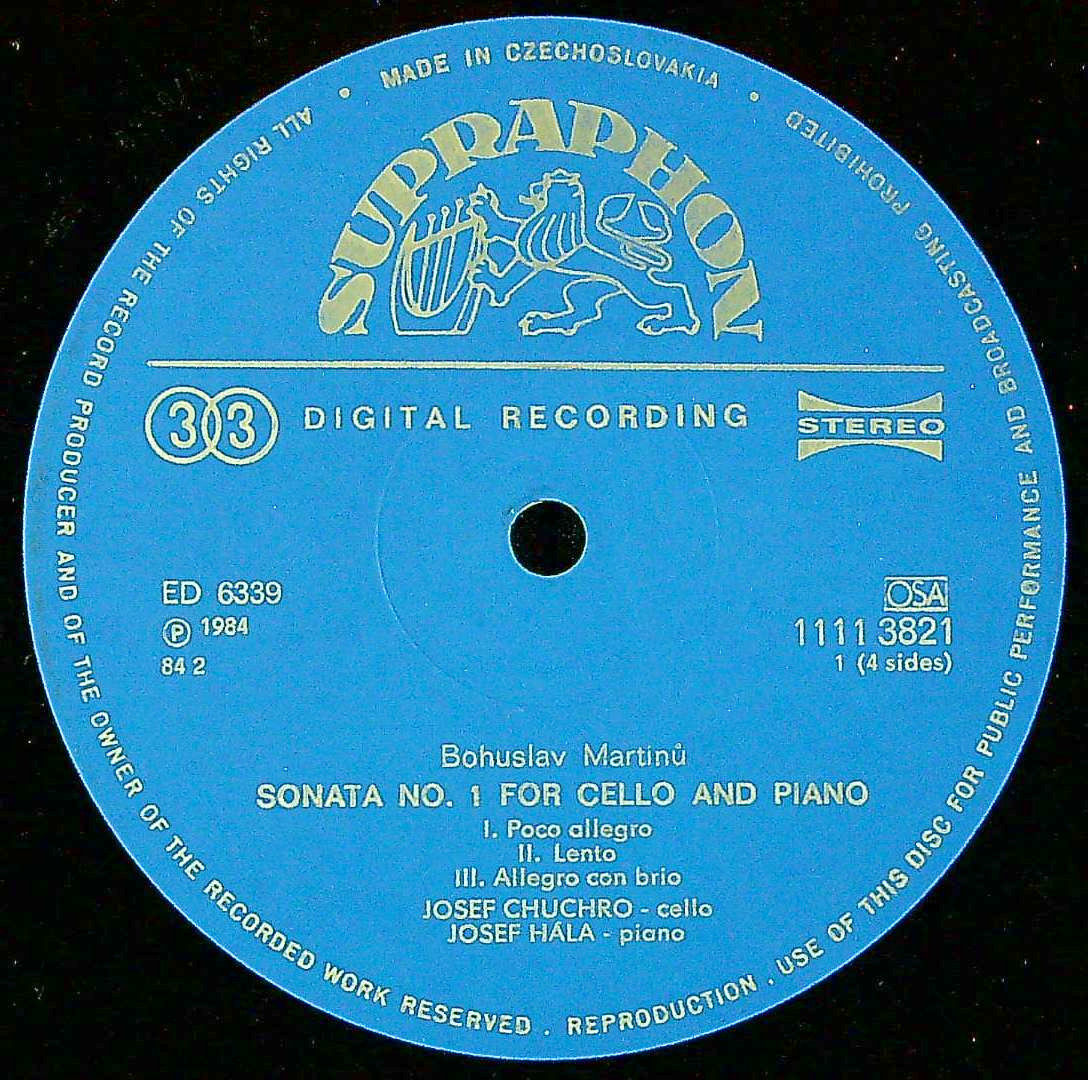 MADE IN CZECHOSLOVAKIA
SUPRAPHON
33 DIGITAL RECORDING STEREO
ED 6339
Ⓟ 1984
84 2
OSA
1111 3821
1 (4 sides)
Bohuslav Martinů
SONATA NO. 1 FOR CELLO AND PIANO
I. Poco allegro
II. Lento
III. Allegro con brio
JOSEF CHUCHRO - cello
JOSEF HÁLA - piano
ALL RIGHTS OF THE RECORD PRODUCER AND OF THE OWNER OF THE RECORDED WORK RESERVED . REPRODUCTION . USE OF THIS DISC FOR PUBLIC PERFORMANCE AND BROADCASTING PROHIBITED